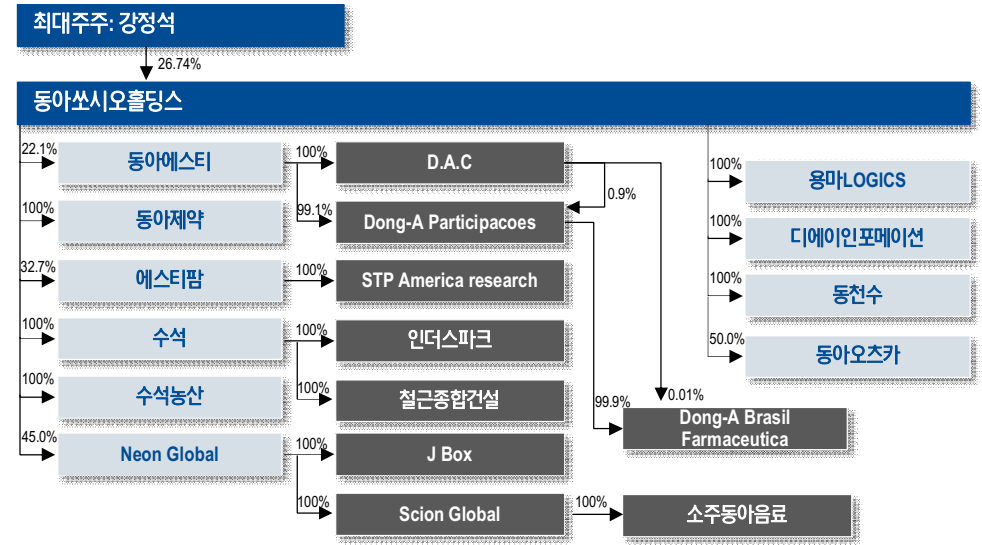 최대주주: 강정석
26.74%
동아쏘시오홀딩스
22.1%
동아에스티
100%
D.A.C
0.9%
100%
용마LOGICS
100%
동아제약
99.1%
Dong-A Participacoes
100%
디에이인포메이션
32.7%
에스티팜
100%
STP America research
100%
동천수
100%
수석
100%
인더스파크
50.0%
동아오츠카
100%
수석농산
100%
철근종합건설
99.9%
0.01%
Dong-A Brasil
Farmaceutica
45.0%
Neon Global
100%
J Box
100%
Scion Global
100%
소주동아음료